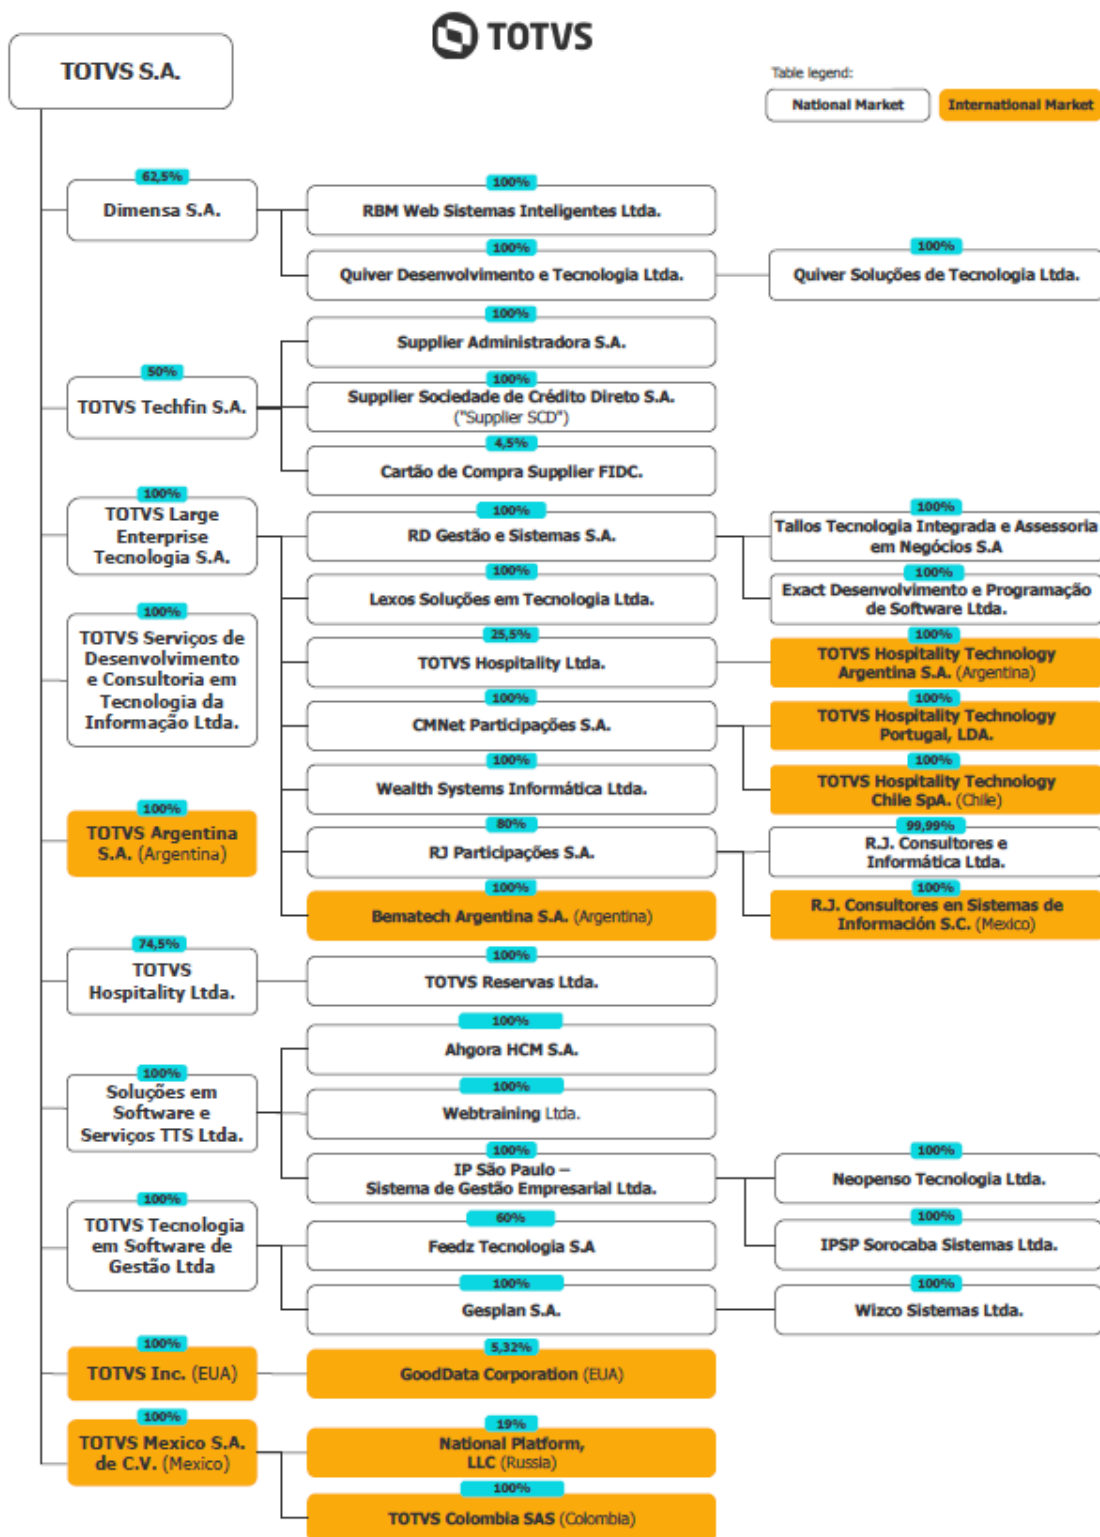 TOTVS
TOTVS S.A.
Table legend:
National Market
International Market
62,5%
Dimensa S.A.
100%
RBM Web Sistemas Inteligentes Ltda.
100%
Quiver Desenvolvimento e Tecnologia Ltda.
100%
Quiver Soluções de Tecnologia Ltda.
50%
TOTVS Techfin S.A.
100%
Supplier Administradora S.A.
100%
Supplier Sociedade de Crédito Direto S.A.
("Supplier SCD")
4,5%
Cartão de Compra Supplier FIDC.
100%
TOTVS Large
Enterprise
Tecnologia S.A.
100%
RD Gestão e Sistemas S.A.
100%
Tallos Tecnologia Integrada e Assessoria
em Negócios S.A
100%
Exact Desenvolvimento e Programação
de Software Ltda.
100%
Lexos Soluções em Tecnologia Ltda.
25,5%
TOTVS Hospitality Ltda.
100%
TOTVS Hospitality Technology
Argentina S.A. (Argentina)
100%
CMNet Participações S.A.
100%
TOTVS Hospitality Technology
Portugal, LDA.
100%
TOTVS Hospitality Technology
Chile SpA. (Chile)
100%
Wealth Systems Informática Ltda.
80%
RJ Participações S.A.
99,99%
R.J. Consultores e
Informática Ltda.
100%
R.J. Consultores en Sistemas de
Información S.C. (Mexico)
100%
Bematech Argentina S.A. (Argentina)
100%
TOTVS Serviços de
Desenvolvimento
e Consultoria em
Tecnologia da
Informação Ltda.
100%
TOTVS Argentina
S.A. (Argentina)
74,5%
TOTVS
Hospitality Ltda.
100%
TOTVS Reservas Ltda.
100%
Soluções em
Software e
Serviços TTS Ltda.
100%
Ahgora HCM S.A.
100%
Webtraining Ltda.
100%
IP São Paulo –
Sistema de Gestão Empresarial Ltda.
100%
Neopenso Tecnologia Ltda.
100%
IPSP Sorocaba Sistemas Ltda.
100%
TOTVS Tecnologia
em Software de
Gestão Ltda
60%
Feedz Tecnologia S.A
100%
Gesplan S.A.
100%
Wizco Sistemas Ltda.
100%
TOTVS Inc. (EUA)
5,32%
GoodData Corporation (EUA)
100%
TOTVS Mexico S.A.
de C.V. (Mexico)
19%
National Platform,
LLC (Russia)
100%
TOTVS Colombia SAS (Colombia)